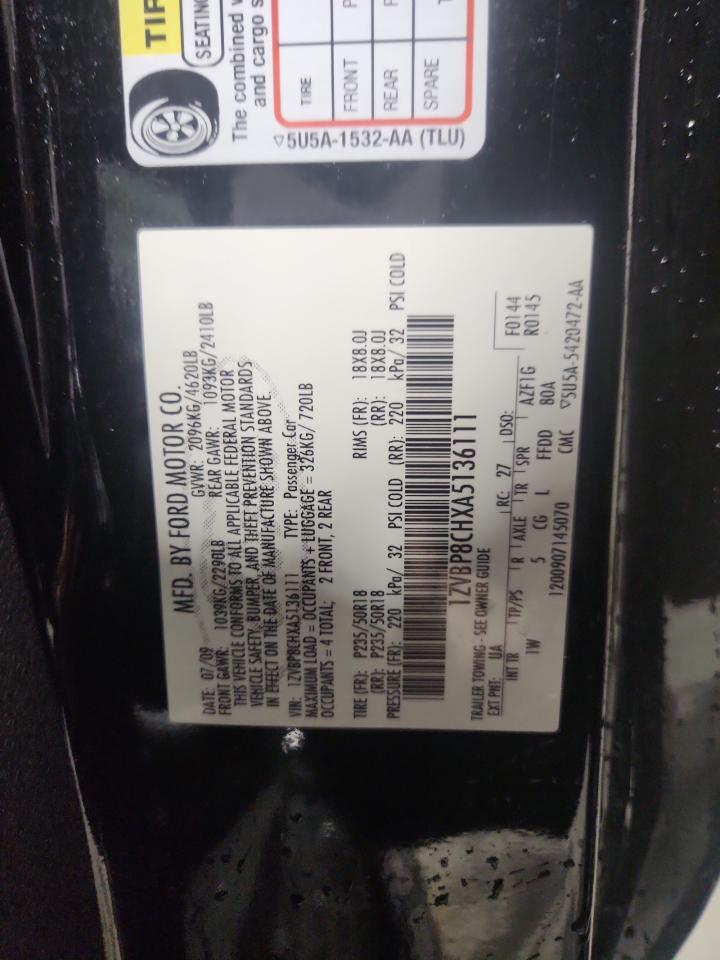 TIR
SEATING
The combined w
and cargo s
TIRE
FRONT P
REAR P
SPARE T
▽5U5A-1532-AA (TLU)
MFD. BY FORD MOTOR CO.
DATE: 07/09 GVWR: 2096KG/4620LB
FRONT GAWR: 1039KG/2290LB REAR GAWR: 1093KG/2410LB
THIS VEHICLE CONFORMS TO ALL APPLICABLE FEDERAL MOTOR
VEHICLE SAFETY, BUMPER, AND THEFT PREVENTION STANDARDS
IN EFFECT ON THE DATE OF MANUFACTURE SHOWN ABOVE.
VIN: 1ZVBP8CHXA5136111 TYPE: Passenger Car
MAXIMUM LOAD = OCCUPANTS + LUGGAGE = 326KG/ 720LB
OCCUPANTS = 4 TOTAL; 2 FRONT, 2 REAR
TIRE (FR): P235/50R18 RIMS (FR): 18X8.0J
(RR): P235/50R18 (RR): 18X8.0J
PRESSURE (FR): 220 kPa/ 32 PSI COLD (RR): 220 kPa/ 32 PSI COLD
1ZVBP8CHXA5136111
TRAILER TOWING - SEE OWNER GUIDE
EXT PNT: UA RC: 27 DSO: F0144
INT TR TP/PS R AXLE TR SPR AZF1G R0145
1W 5 CG L FFDD 80A
1200907145070 CMC ▽5U5A-5420472-AA